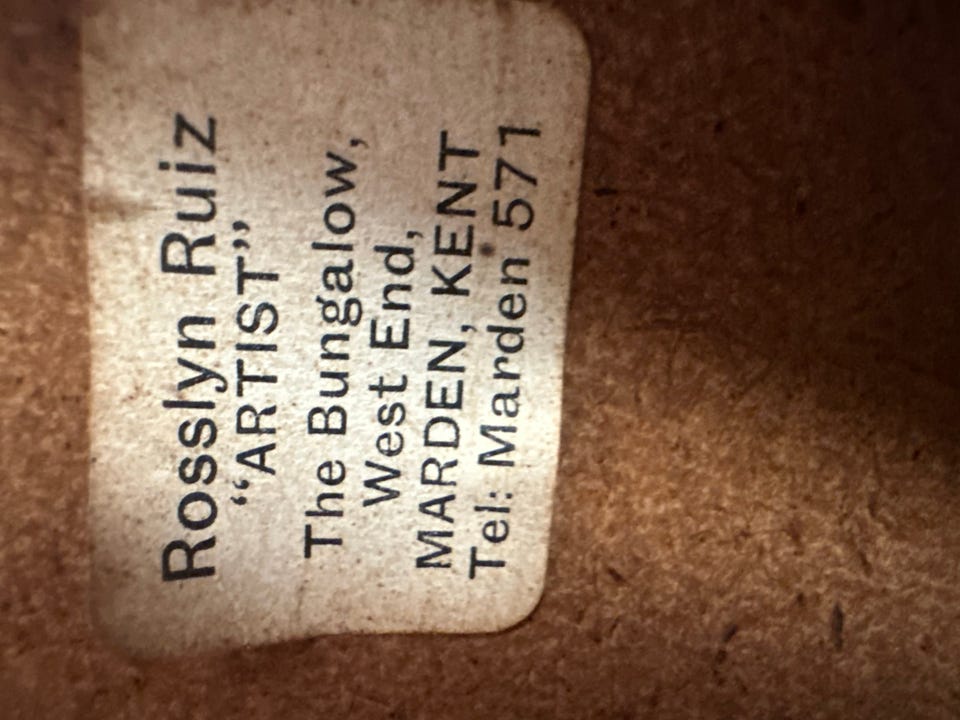 Rosslyn Ruiz
“ARTIST”
The Bungalow,
West End,
MARDEN, KENT
Tel: Marden 571